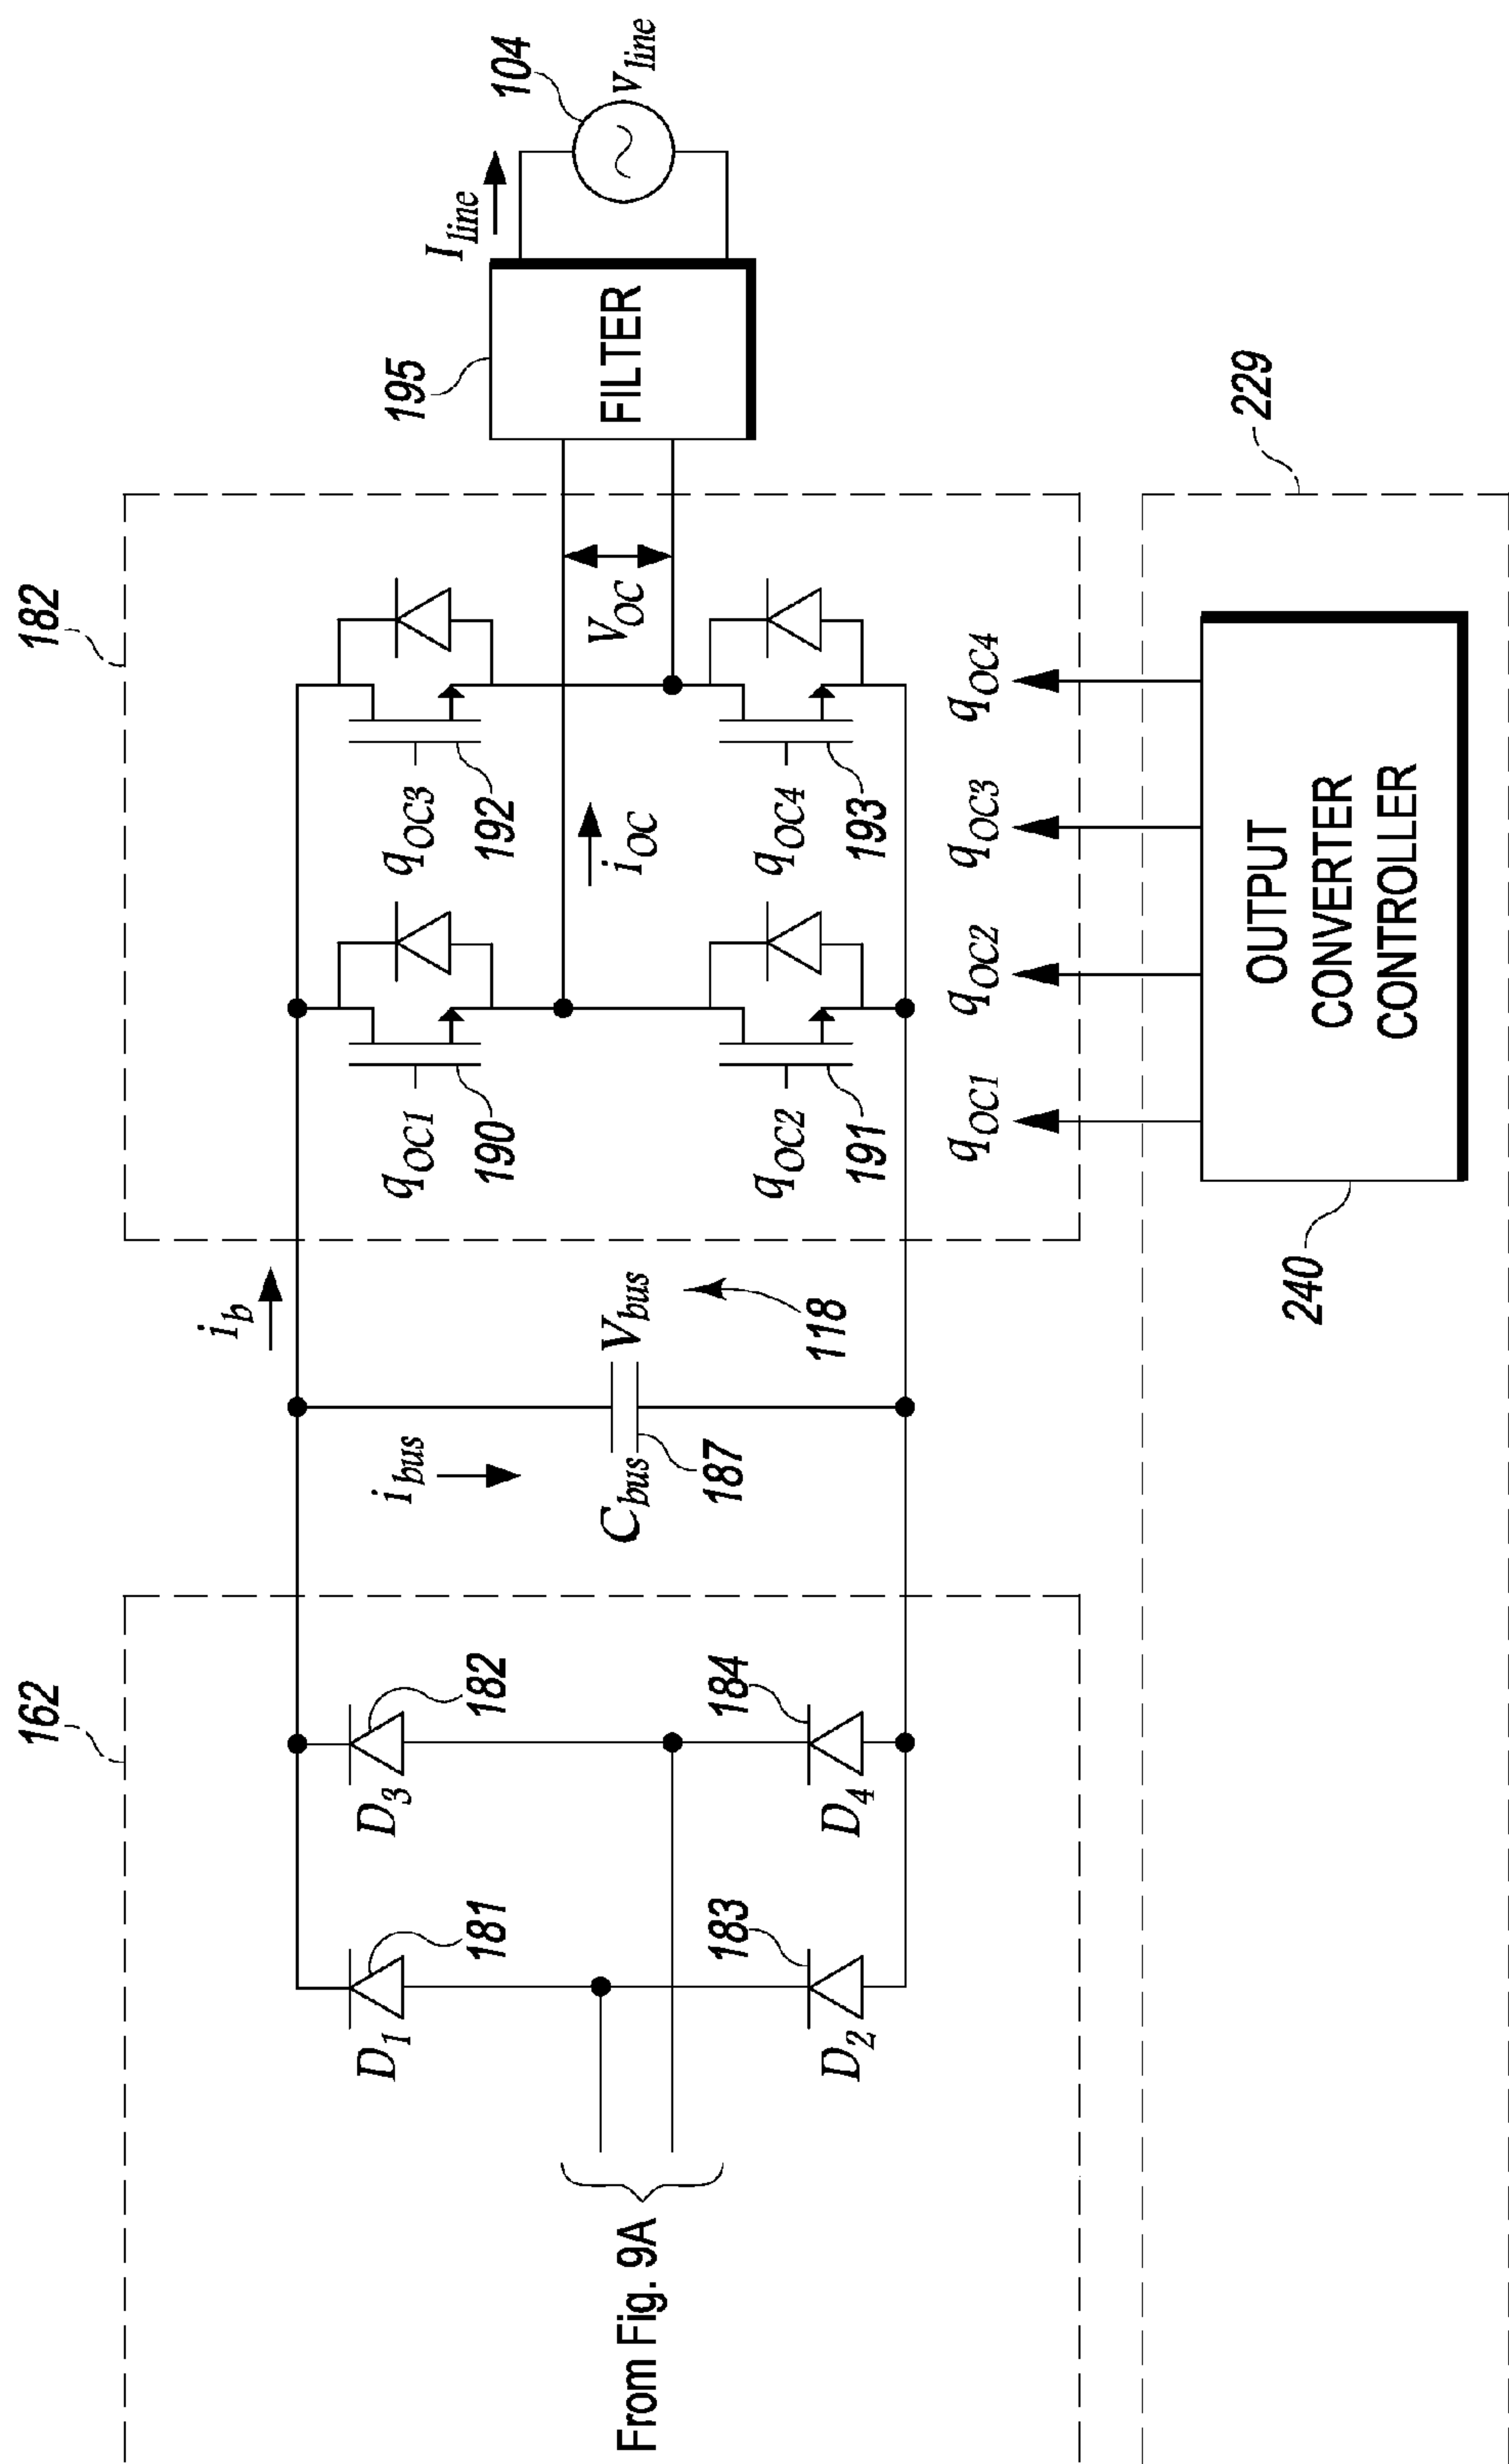 162
182
i_b
I_line
104
v_line
195
FILTER
D_1
181
D_3
182
i_bus
q_OC1
190
q_OC3
192
V_OC
i_OC
C_bus
V_bus
187
118
D_2
183
D_4
184
q_OC2
191
q_OC4
193
From Fig. 9A
q_OC1
q_OC2
q_OC3
q_OC4
229
240
OUTPUT
CONVERTER
CONTROLLER